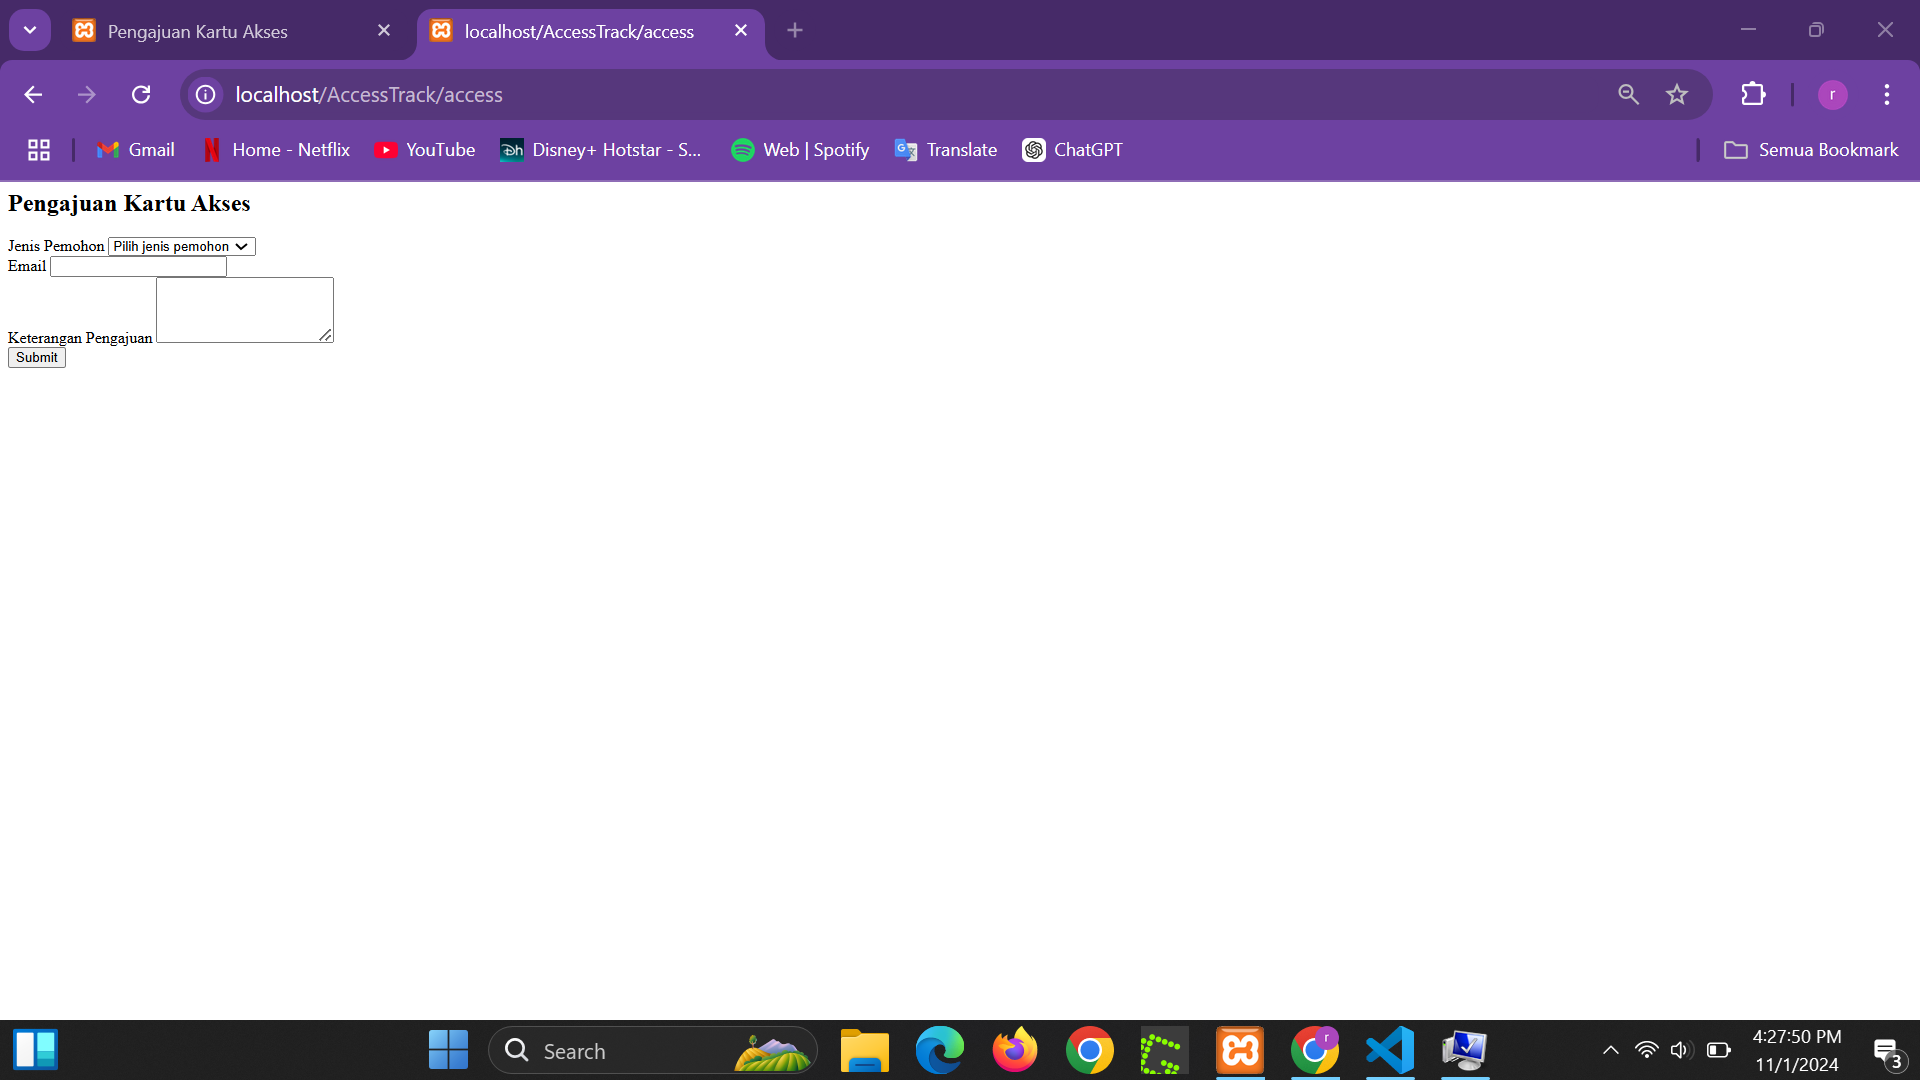 Pengajuan Kartu Akses
localhost/AccessTrack/access
localhost/AccessTrack/access
r
Gmail
Home - Netflix
YouTube
Disney+ Hotstar - S...
Web | Spotify
Translate
ChatGPT
Semua Bookmark
Pengajuan Kartu Akses
Jenis Pemohon Pilih jenis pemohon
Email
Keterangan Pengajuan
Submit
Search
r
4:27:50 PM
11/1/2024
3